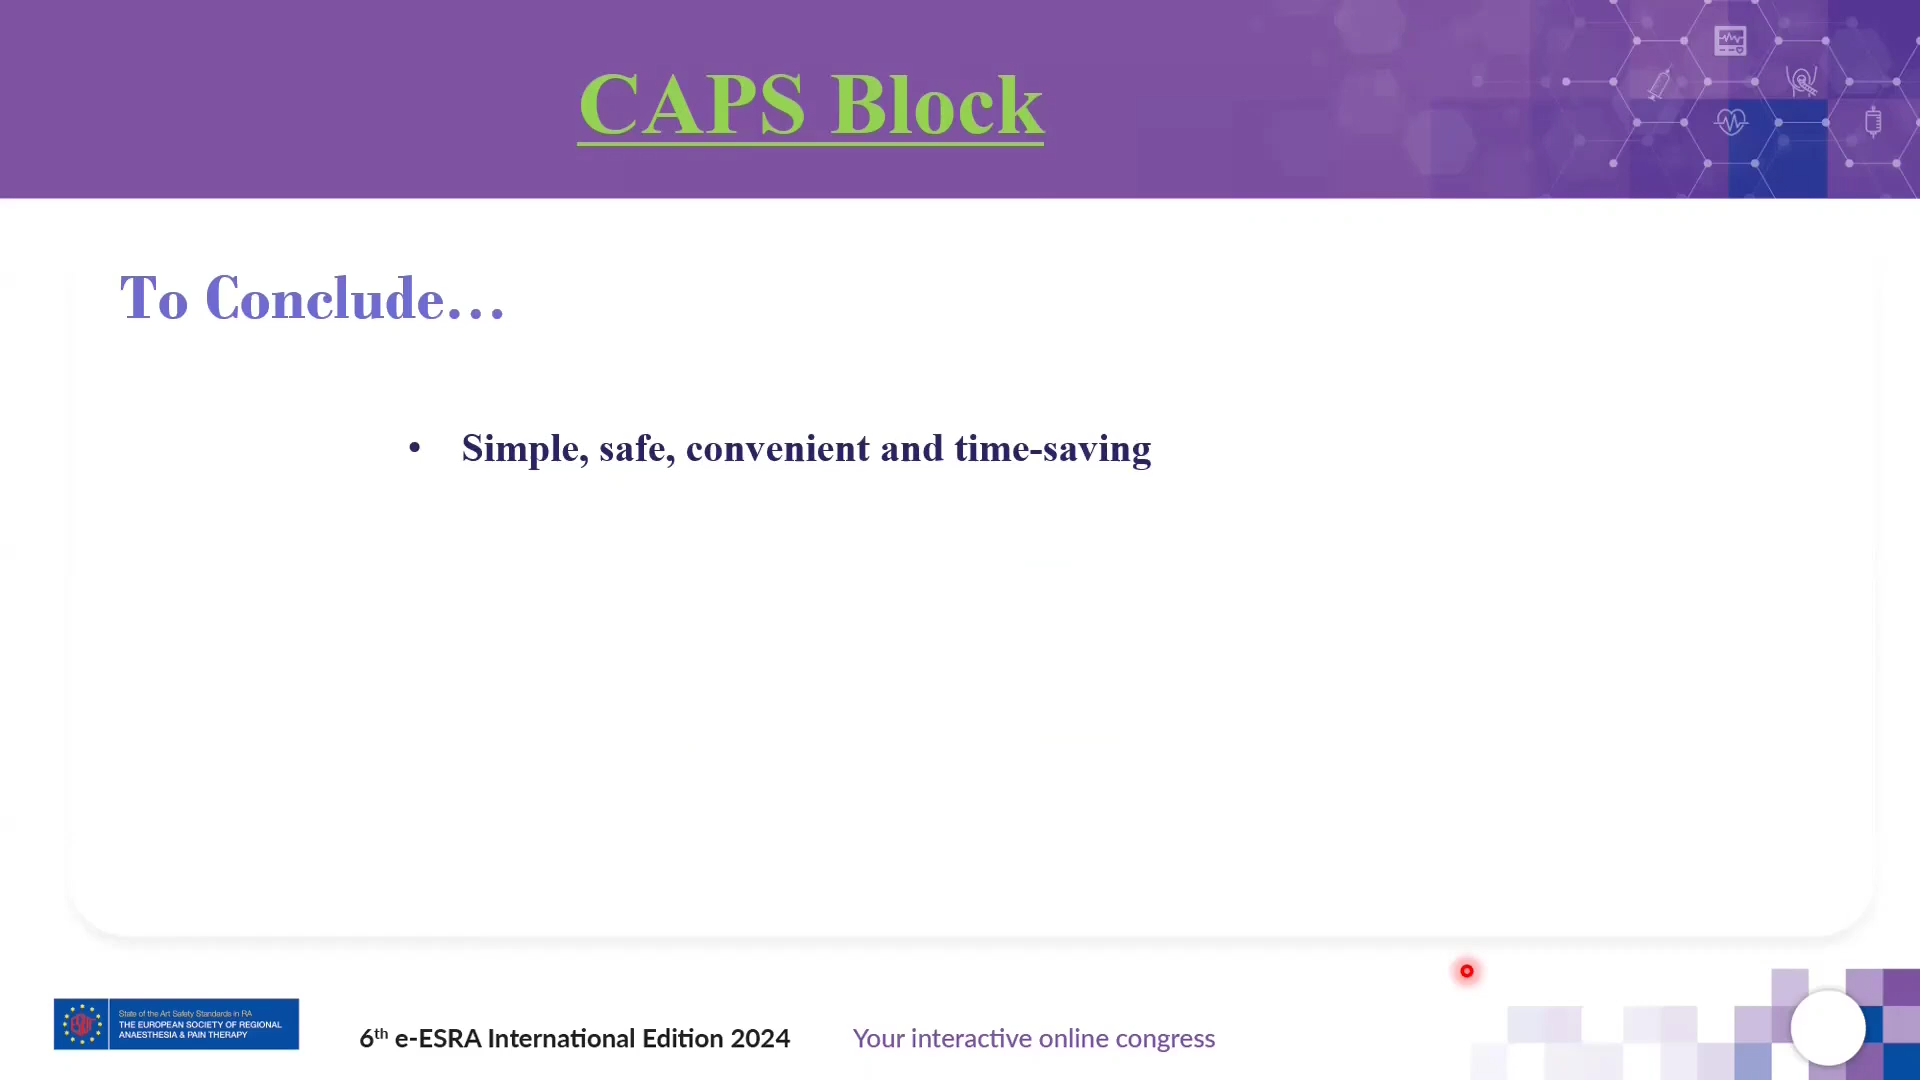 CAPS Block
To Conclude...
• Simple, safe, convenient and time-saving
State of the Art Safety Standards in RA
THE EUROPEAN SOCIETY OF REGIONAL
ANAESTHESIA & PAIN THERAPY
6th e-ESRA International Edition 2024
Your interactive online congress